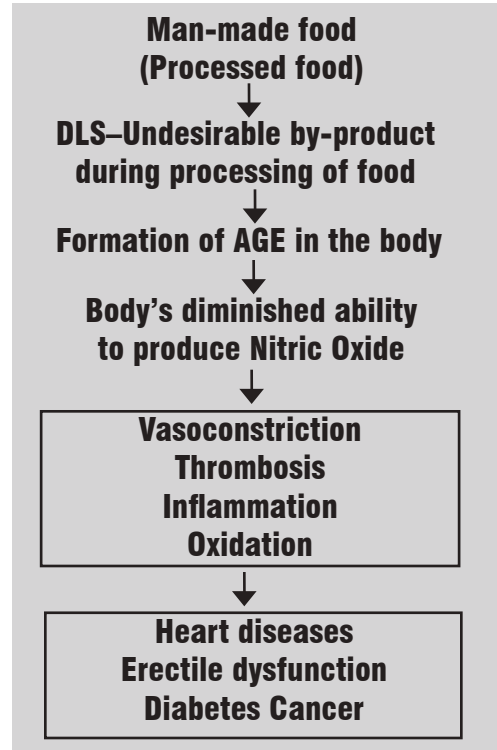 Man-made food
(Processed food)
DLS–Undesirable by-product
during processing of food
Formation of AGE in the body
Body's diminished ability
to produce Nitric Oxide
Vasoconstriction
Thrombosis
Inflammation
Oxidation
Heart diseases
Erectile dysfunction
Diabetes Cancer